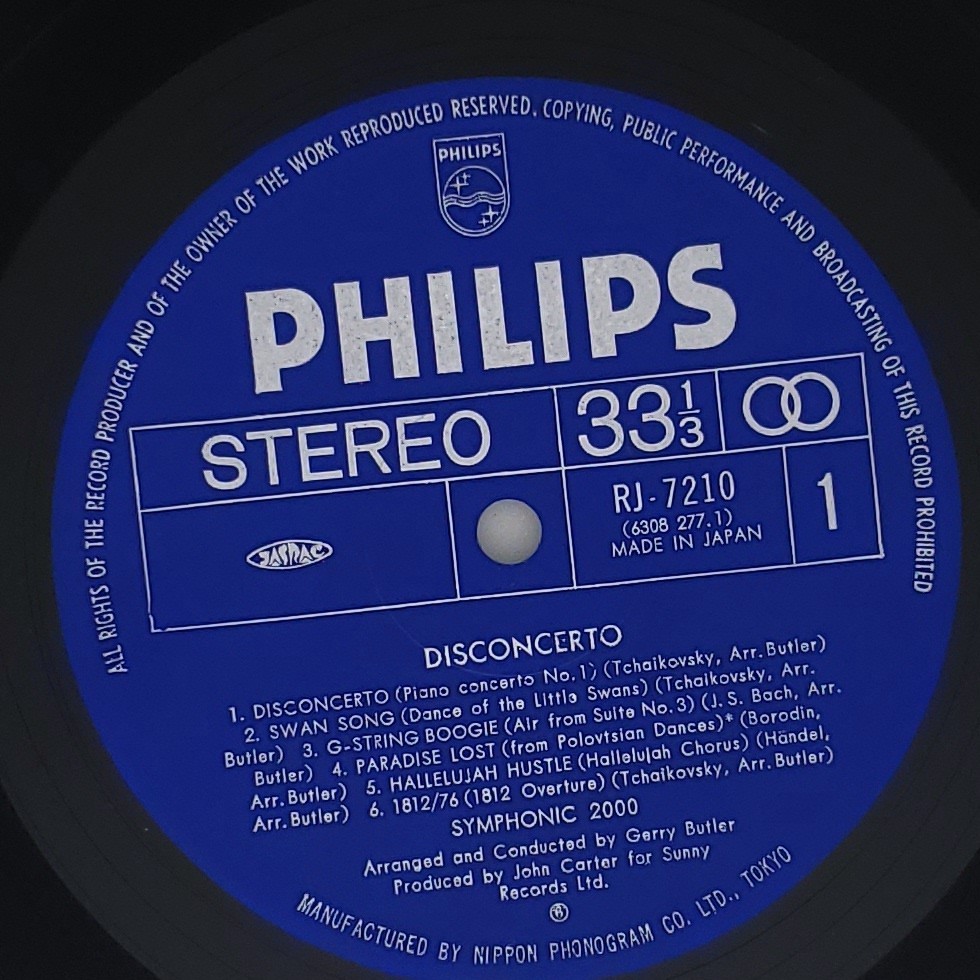 ALL RIGHTS OF THE RECORD PRODUCER AND OF THE OWNER OF THE WORK REPRODUCED RESERVED. COPYING, PUBLIC PERFORMANCE AND BROADCASTING OF THIS RECORD PROHIBITED
PHILIPS
PHILIPS
STEREO
33 1/3
JASRAC
RJ-7210
(6308 277.1)
MADE IN JAPAN
1
DISCONCERTO
1. DISCONCERTO (Piano concerto No.1) (Tchaikovsky, Arr. Butler)
2. SWAN SONG (Dance of the Little Swans) (Tchaikovsky, Arr.
Butler) 3. G-STRING BOOGIE (Air from Suite No.3) (J.S. Bach, Arr.
Butler) 4. PARADISE LOST (from Polovtsian Dances)* (Borodin,
Arr. Butler) 5. HALLELUJAH HUSTLE (Hallelujah Chorus) (Händel,
Arr. Butler) 6. 1812/76 (1812 Overture) (Tchaikovsky, Arr. Butler)
SYMPHONIC 2000
Arranged and Conducted by Gerry Butler
Produced by John Carter for Sunny
Records Ltd.
Ⓡ
MANUFACTURED BY NIPPON PHONOGRAM CO. LTD., TOKYO